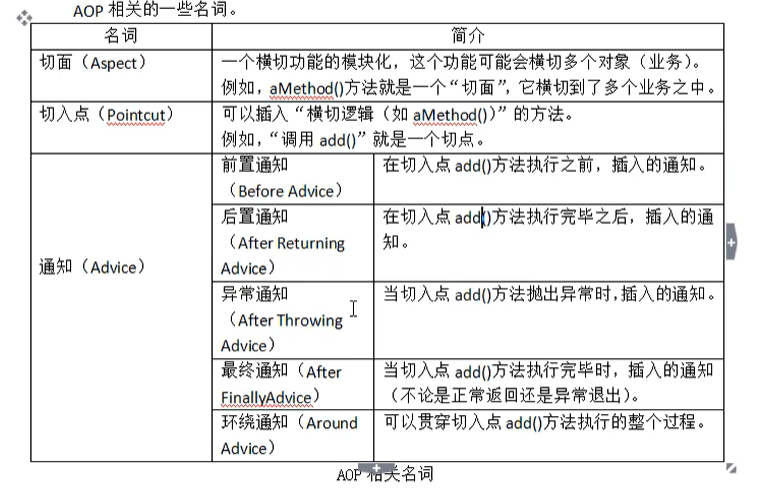 AOP 相关的一些名词。
名词
简介
切面（Aspect）
一个横切功能的模块化，这个功能可能会横切多个对象（业务）。
例如，aMethod()方法就是一个“切面”，它横切到了多个业务之中。
切入点（Pointcut）
可以插入“横切逻辑（如 aMethod()）”的方法。
例如，“调用 add()”就是一个切点。
通知（Advice）
前置通知
（Before Advice）
在切入点 add()方法执行之前，插入的通知。
后置通知
（After Returning
Advice）
在切入点 add()方法执行完毕之后，插入的通
知。
异常通知
（After Throwing
Advice）
当切入点 add()方法抛出异常时，插入的通知。
最终通知（After
FinallyAdvice）
当切入点 add()方法执行完毕时，插入的通知
（不论是正常返回还是异常退出）。
环绕通知（Around
Advice）
可以贯穿切入点 add()方法执行的整个过程。
AOP 相关名词